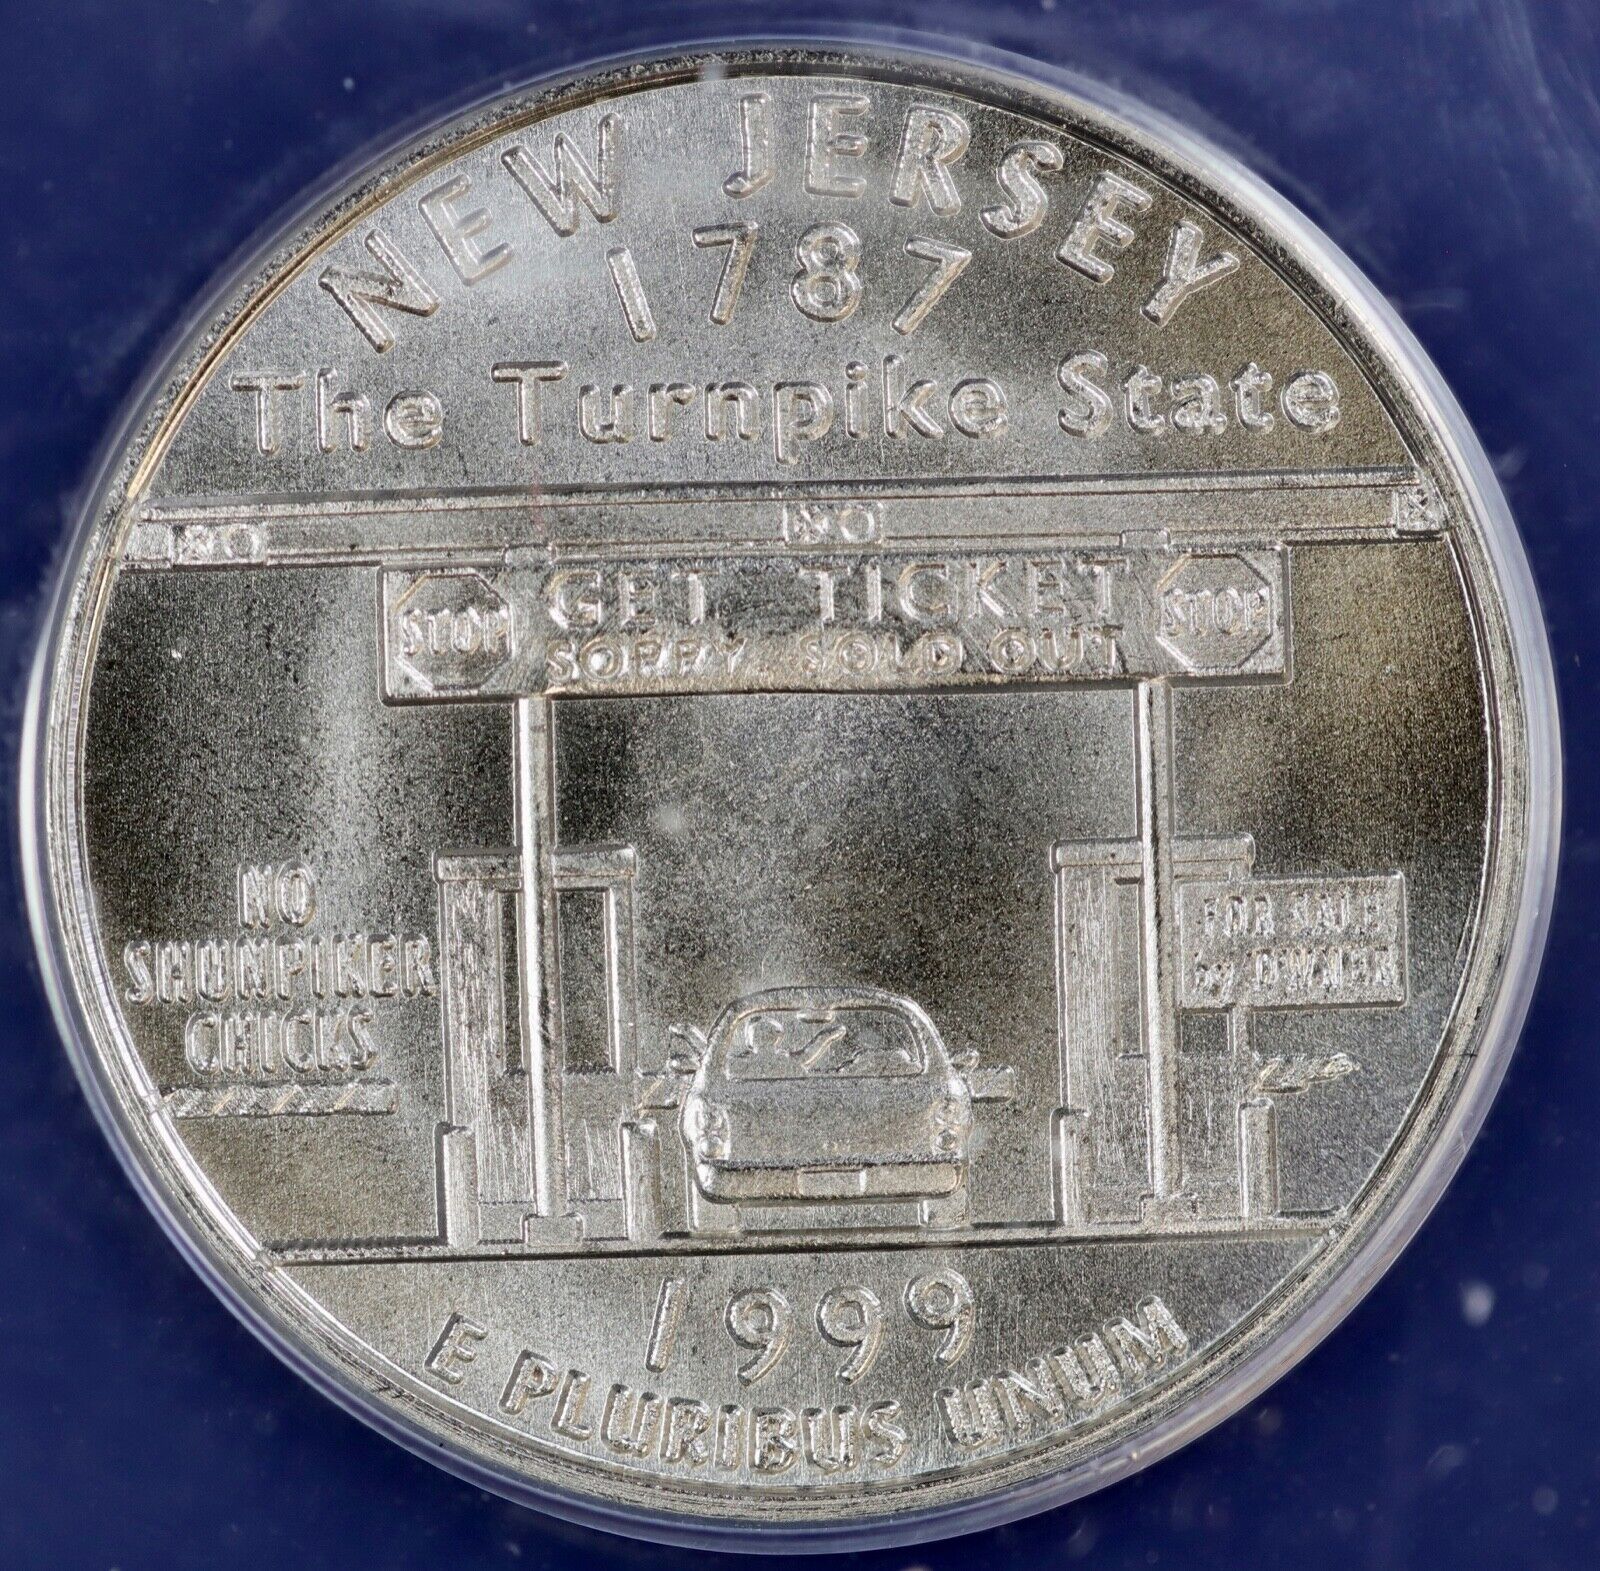 NEW JERSEY
1787
The Turnpike State
STOP GET TICKET STOP
SORRY SOLD OUT
NO
SHUNPIKER
CHICKS
FOR SALE
by OWNER
1999
E PLURIBUS UNUM